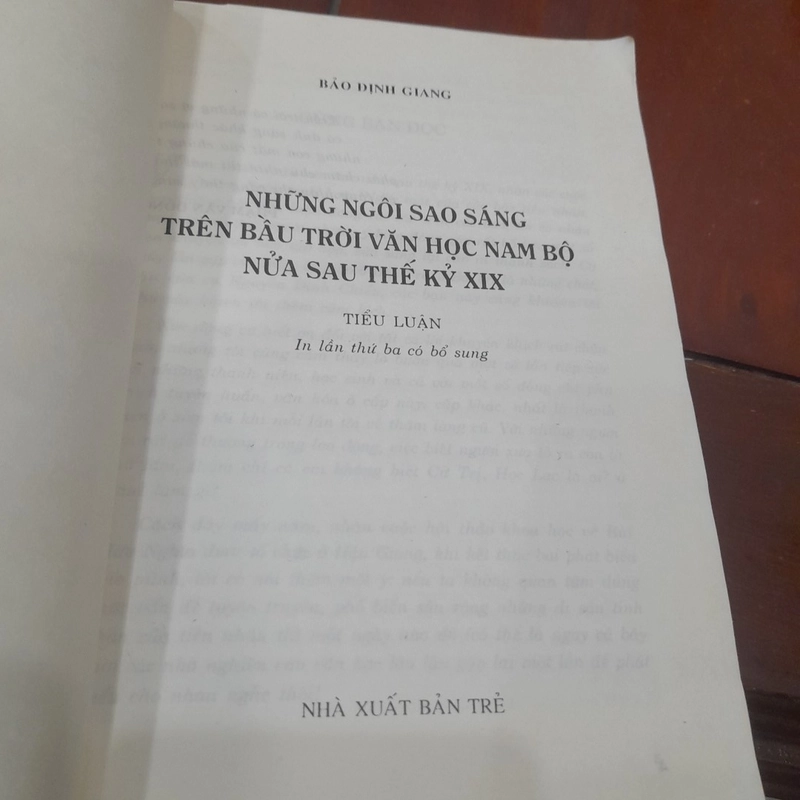 BẢO ĐỊNH GIANG
NHỮNG NGÔI SAO SÁNG
TRÊN BẦU TRỜI VĂN HỌC NAM BỘ
NỬA SAU THẾ KỶ XIX
TIỂU LUẬN
In lần thứ ba có bổ sung
NHÀ XUẤT BẢN TRẺ